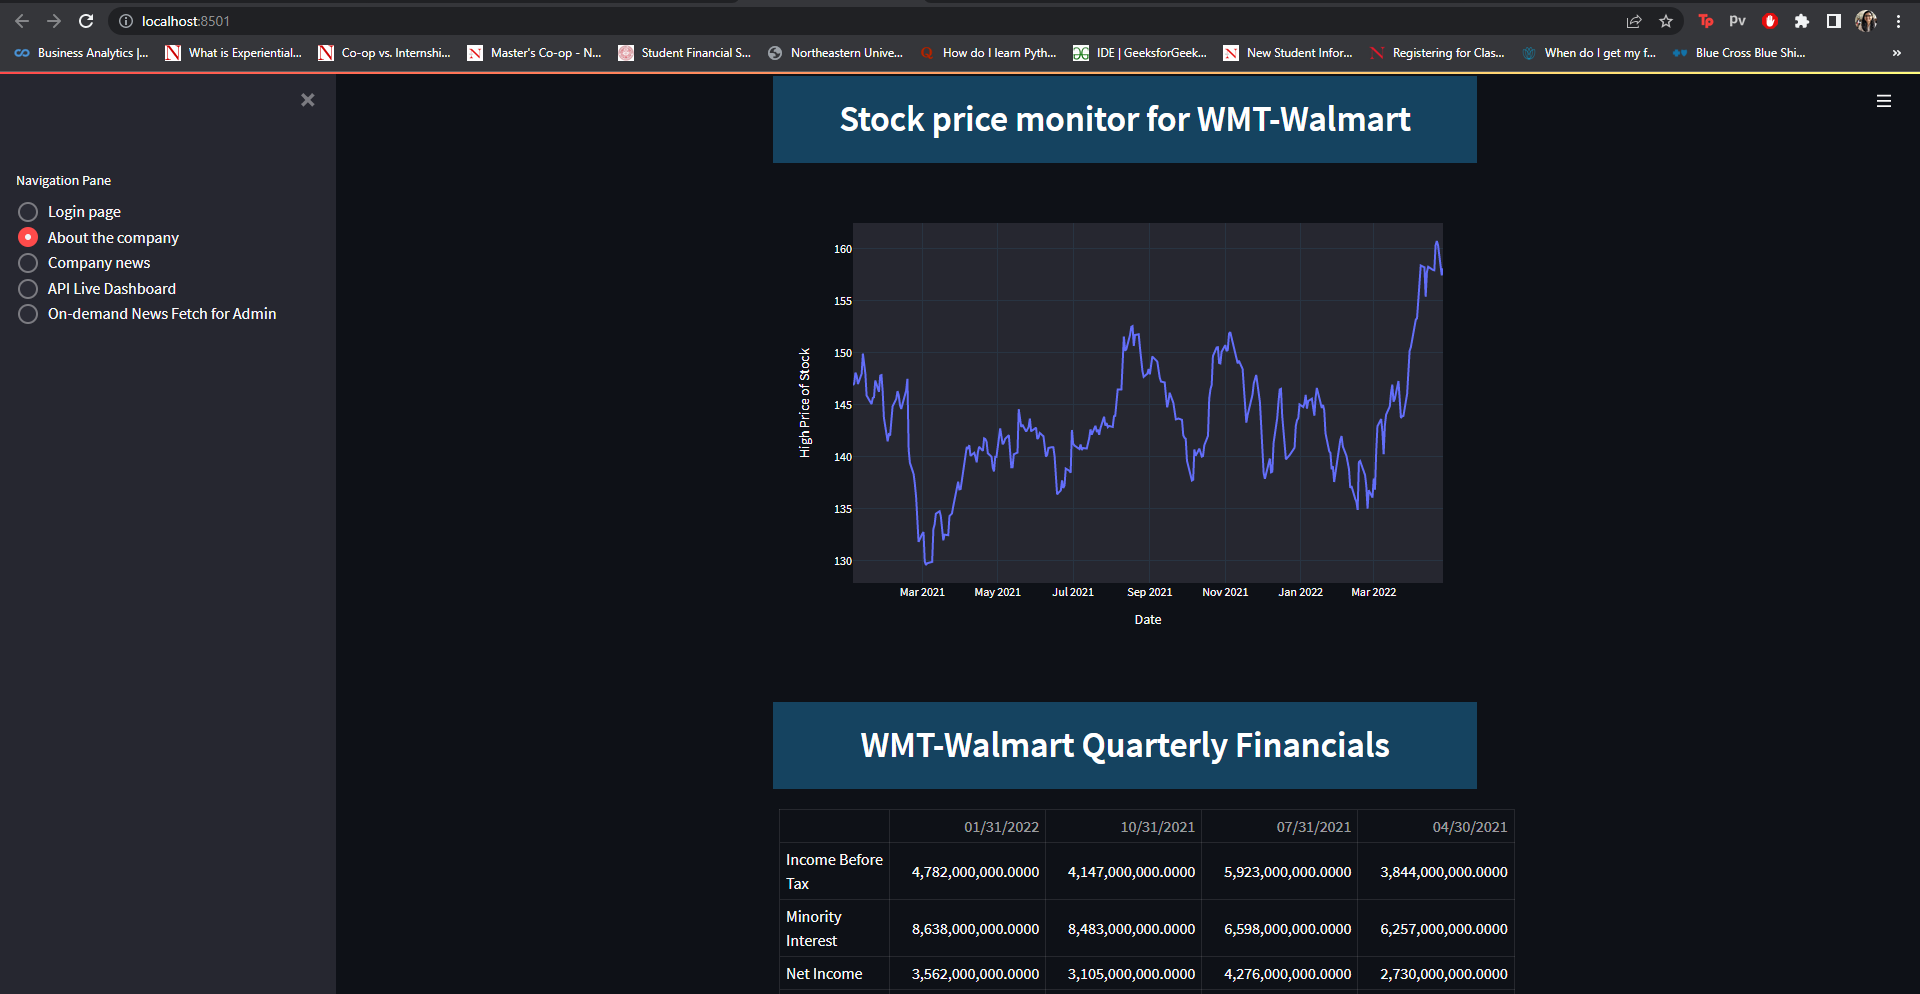 localhost:8501
Tp
pv
Business Analytics |...
What is Experiential...
Co-op vs. Internshi...
Master's Co-op - N...
Student Financial S...
Northeastern Unive...
How do I learn Pyth...
IDE | GeeksforGeek...
New Student Infor...
Registering for Clas...
When do I get my f...
Blue Cross Blue Shi...
»
Navigation Pane
Login page
About the company
Company news
API Live Dashboard
On-demand News Fetch for Admin
Stock price monitor for WMT-Walmart
160
155
150
145
140
135
130
High Price of Stock
Mar 2021 May 2021 Jul 2021 Sep 2021 Nov 2021 Jan 2022 Mar 2022
Date
WMT-Walmart Quarterly Financials
01/31/2022 10/31/2021 07/31/2021 04/30/2021
Income Before
Tax
4,782,000,000.0000 4,147,000,000.0000 5,923,000,000.0000 3,844,000,000.0000
Minority
Interest
8,638,000,000.0000 8,483,000,000.0000 6,598,000,000.0000 6,257,000,000.0000
Net Income 3,562,000,000.0000 3,105,000,000.0000 4,276,000,000.0000 2,730,000,000.0000